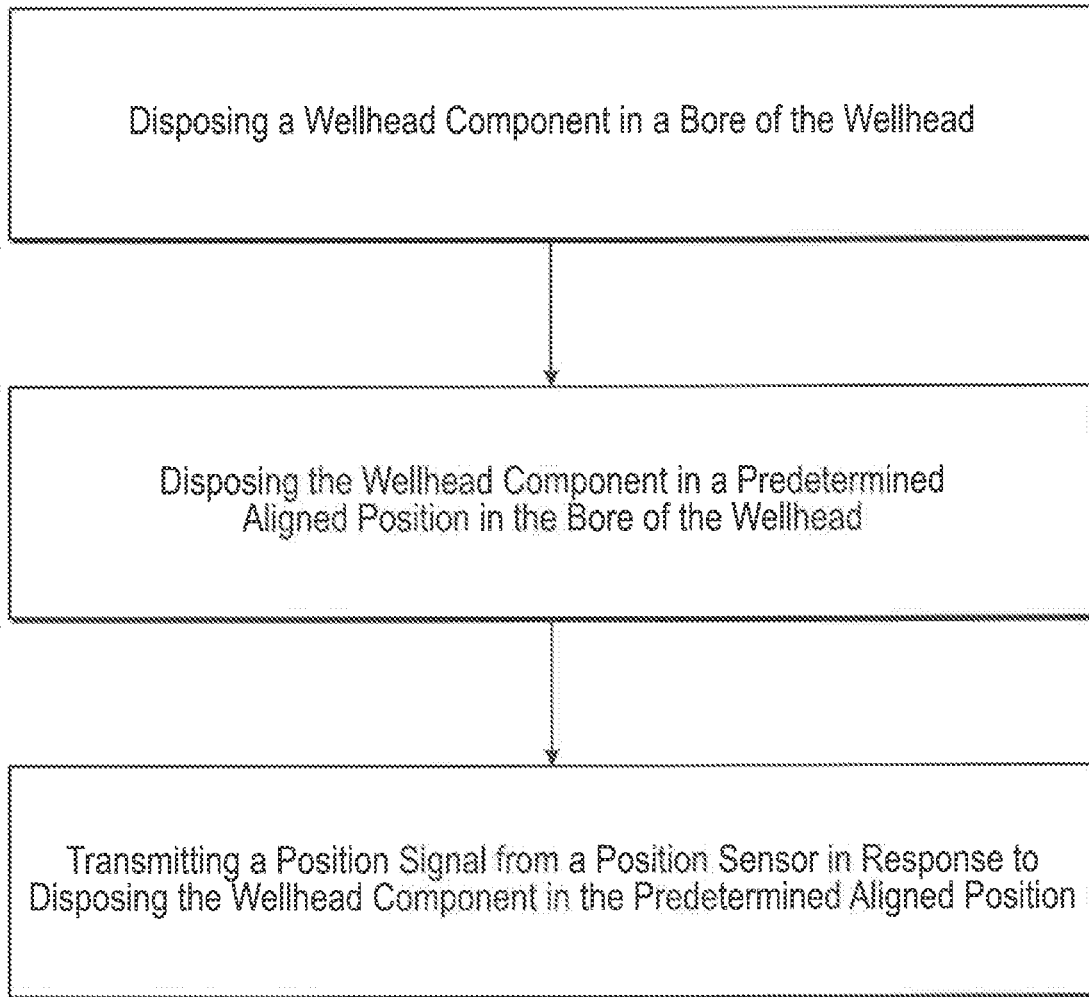 Disposing a Wellhead Component in a Bore of the Wellhead
Disposing the Wellhead Component in a Predetermined
Aligned Position in the Bore of the Wellhead
Transmitting a Position Signal from a Position Sensor in Response to
Disposing the Wellhead Component in the Predetermined Aligned Position